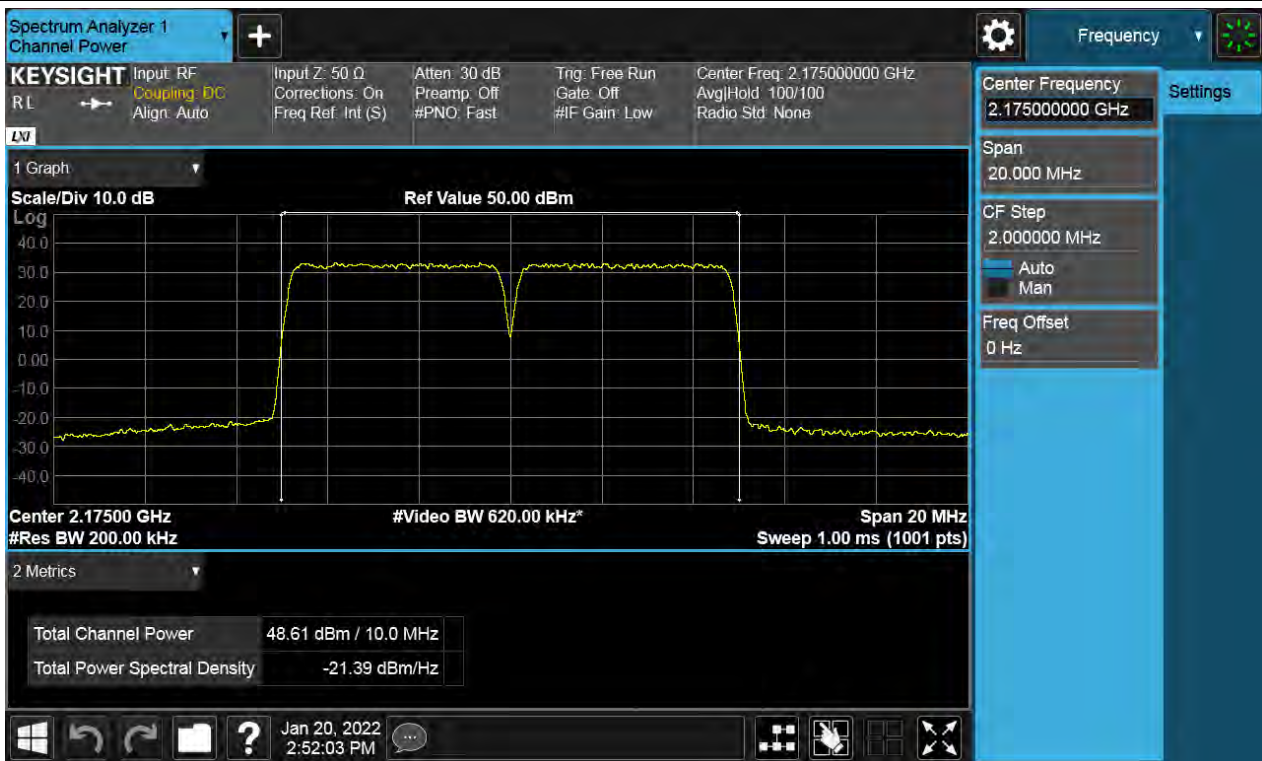 Spectrum Analyzer 1
Channel Power
Frequency
KEYSIGHT
RL
LXI
Input: RF
Coupling: DC
Align: Auto
Input Z: 50 Ω
Corrections: On
Freq Ref: Int (S)
Atten: 30 dB
Preamp: Off
#PNO: Fast
Trig: Free Run
Gate: Off
#IF Gain: Low
Center Freq: 2.175000000 GHz
Avg|Hold: 100/100
Radio Std: None
Center Frequency
2.175000000 GHz
Settings
Span
20.000 MHz
CF Step
2.000000 MHz
Auto
Man
Freq Offset
0 Hz
1 Graph
Scale/Div 10.0 dB
Ref Value 50.00 dBm
Log
40.0
30.0
20.0
10.0
0.00
-10.0
-20.0
-30.0
-40.0
Center 2.17500 GHz
#Video BW 620.00 kHz*
Span 20 MHz
#Res BW 200.00 kHz
Sweep 1.00 ms (1001 pts)
2 Metrics
Total Channel Power 48.61 dBm / 10.0 MHz
Total Power Spectral Density -21.39 dBm/Hz
?
Jan 20, 2022
2:52:03 PM